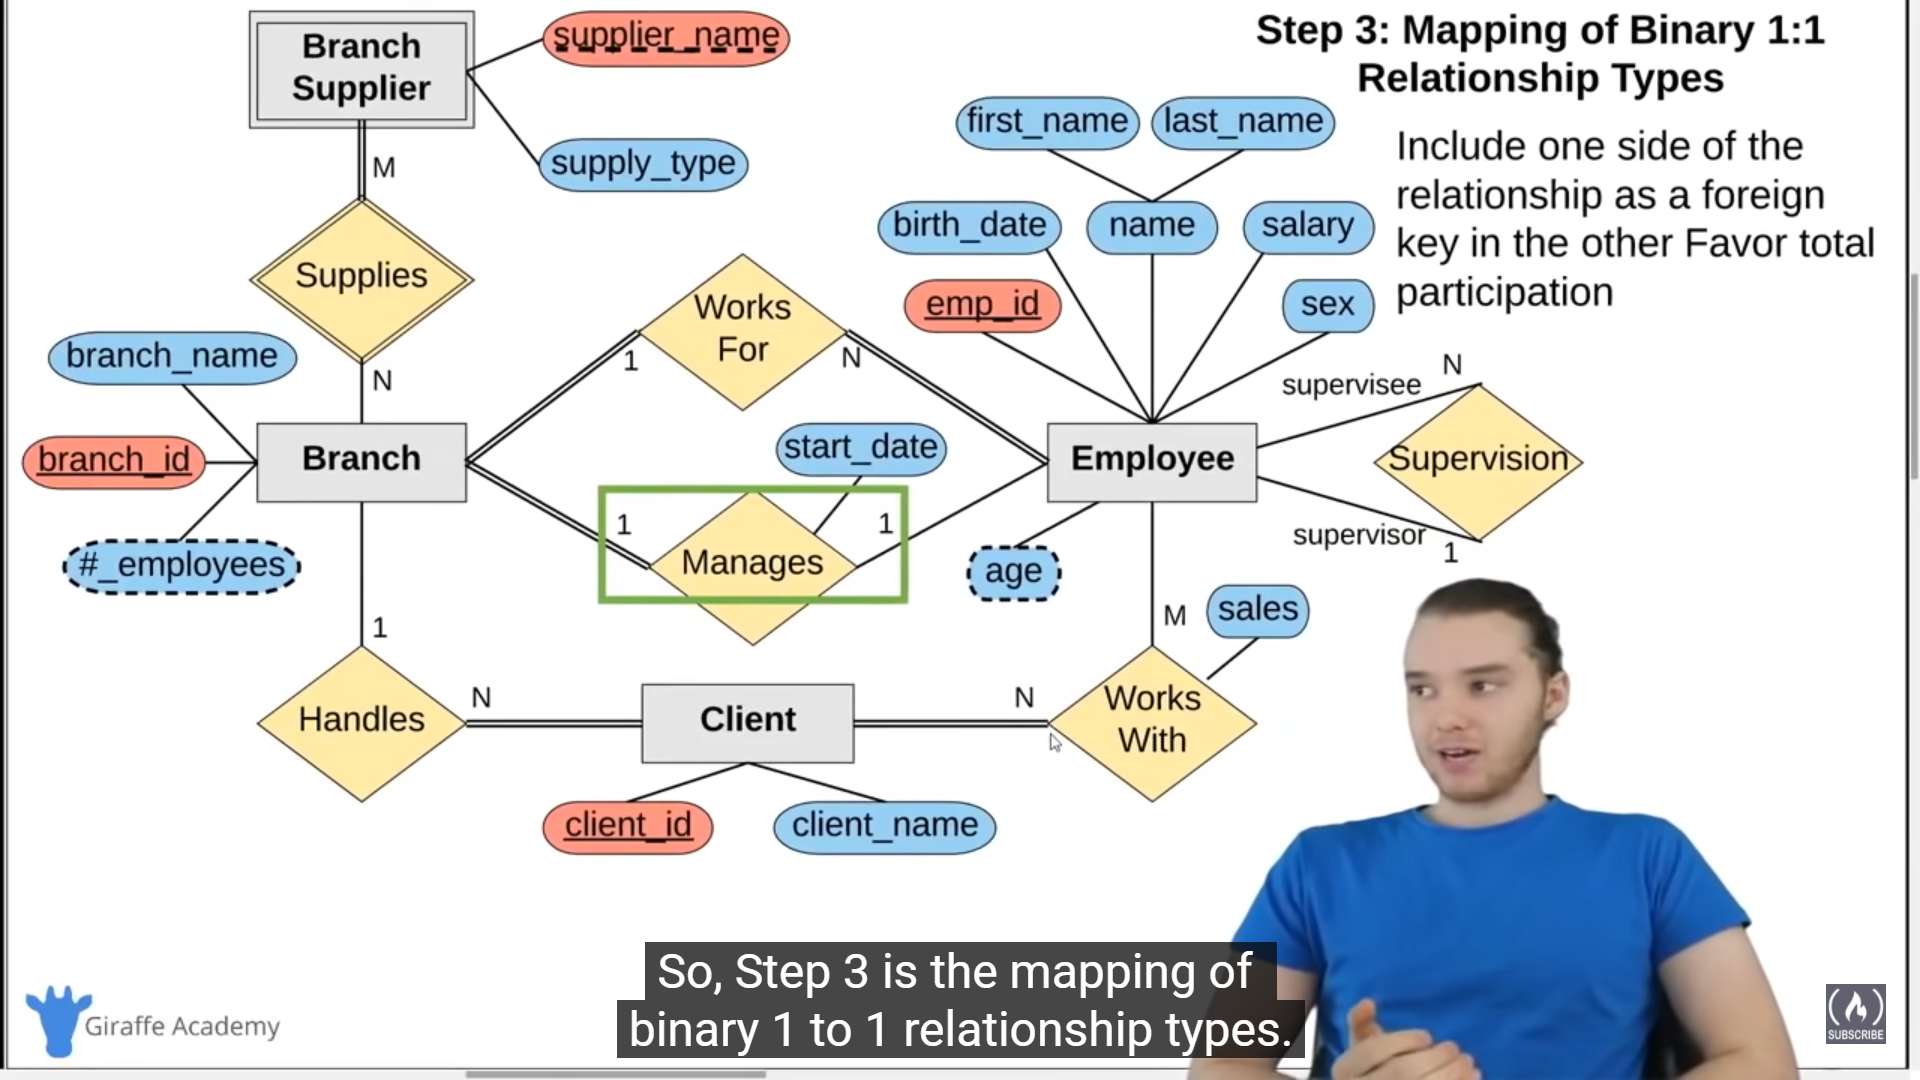 Step 3: Mapping of Binary 1:1
Relationship Types
Include one side of the
relationship as a foreign
key in the other Favor total
participation
Branch
Supplier
supplier_name
supply_type
M
Supplies
N
branch_name
branch_id
#_employees
Branch
Works
For
1
N
first_name
last_name
birth_date
name
salary
emp_id
sex
Employee
age
supervisee
N
Supervision
supervisor
1
start_date
1
Manages
1
1
Handles
N
Client
client_id
client_name
N
Works
With
M
sales
So, Step 3 is the mapping of
binary 1 to 1 relationship types.
Giraffe Academy
SUBSCRIBE